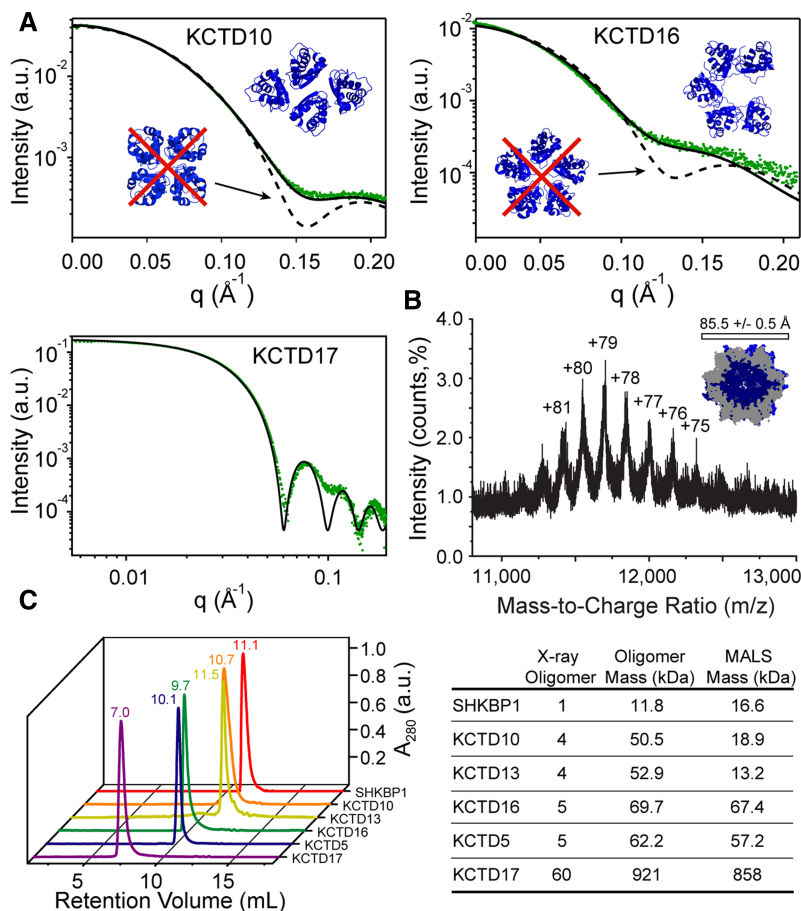 A
KCTD10
Intensity (a.u.)
10-2
10-3
0.00 0.05 0.10 0.15 0.20
q (Å-1)
KCTD16
Intensity (a.u.)
10-2
10-3
10-4
0.00 0.05 0.10 0.15 0.20
q (Å-1)
KCTD17
Intensity (a.u.)
10-1
10-2
10-3
10-4
0.01 0.1
q (Å-1)
B
85.5 +/- 0.5 Å
Intensity (counts,%)
4.0
3.0
2.0
1.0
0.0
+81
+80
+79
+78
+77
+76
+75
11,000 12,000 13,000
Mass-to-Charge Ratio (m/z)
C
7.0
10.1
9.7
11.5
10.7
11.1
1.0
0.8
0.6
0.4
0.2
A280 (a.u.)
SHKBP1
KCTD10
KCTD13
KCTD16
KCTD5
KCTD17
5 10 15
Retention Volume (mL)
X-ray Oligomer Oligomer Mass (kDa) MALS Mass (kDa)
SHKBP1 1 11.8 16.6
KCTD10 4 50.5 18.9
KCTD13 4 52.9 13.2
KCTD16 5 69.7 67.4
KCTD5 5 62.2 57.2
KCTD17 60 921 858